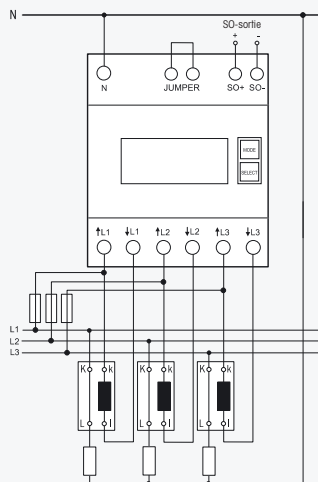 N
SO-sortie
+ -
N JUMPER SO+ SO-
MODE
SELECT
↑L1 ↓L1 ↑L2 ↓L2 ↑L3 ↓L3
L1
L2
L3
K k K k K k
L l L l L l